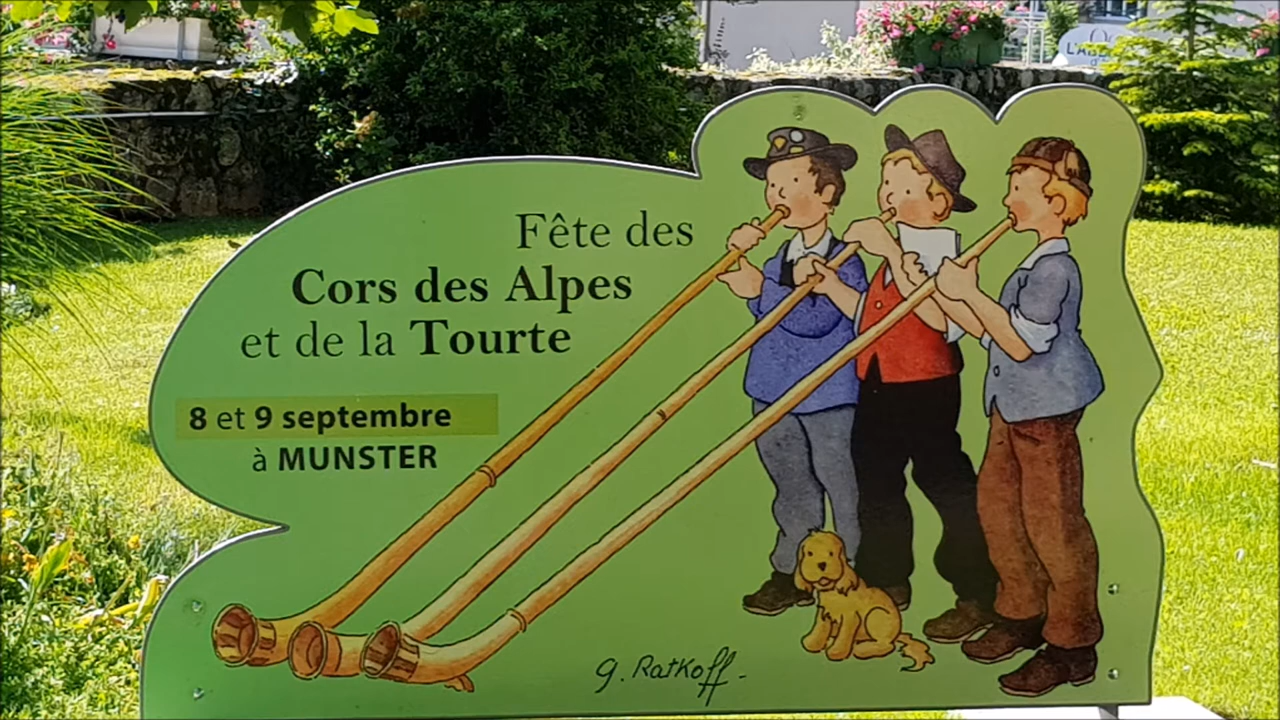 Fête des
Cors des Alpes
et de la Tourte
8 et 9 septembre
à MUNSTER
G. Ratkoff.